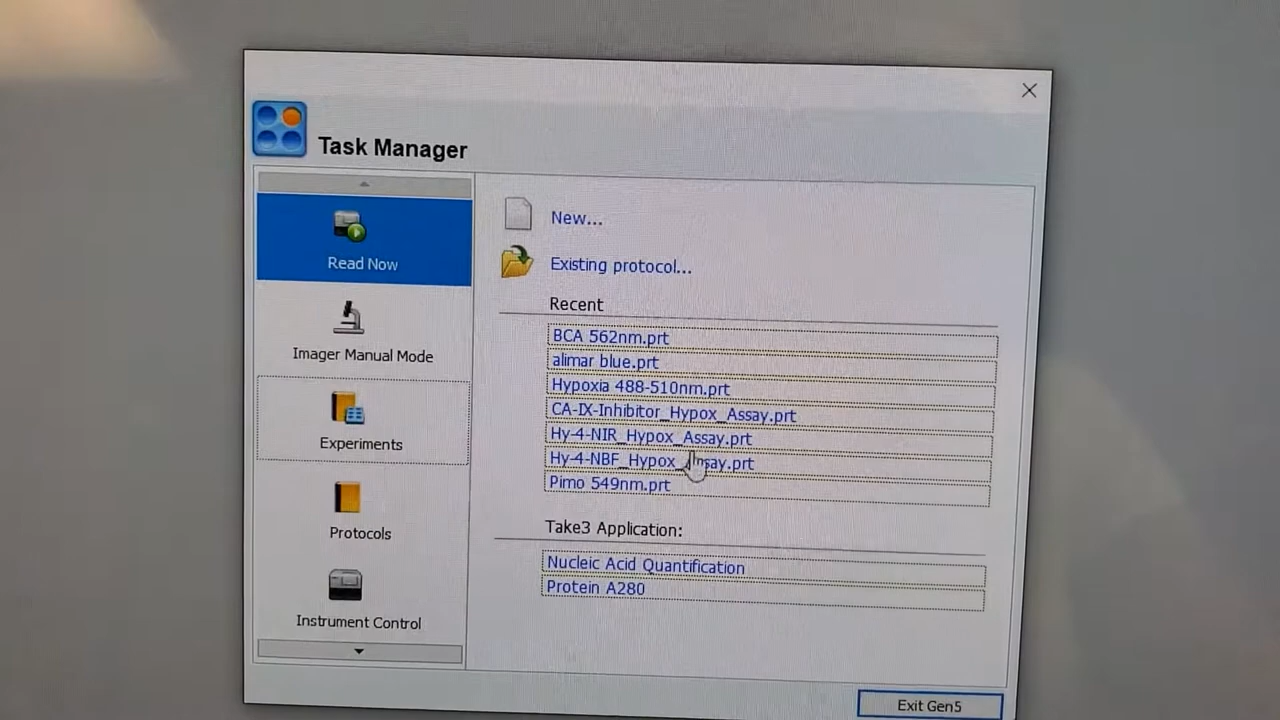 Task Manager
Read Now
Imager Manual Mode
Experiments
Protocols
Instrument Control
New...
Existing protocol...
Recent
BCA 562nm.prt
alimar blue.prt
Hypoxia 488-510nm.prt
CA-IX-Inhibitor_Hypox_Assay.prt
Hy-4-NIR_Hypox_Assay.prt
Hy-4-NBF_Hypox_Assay.prt
Pimo 549nm.prt
Take3 Application:
Nucleic Acid Quantification
Protein A280
Exit Gen5